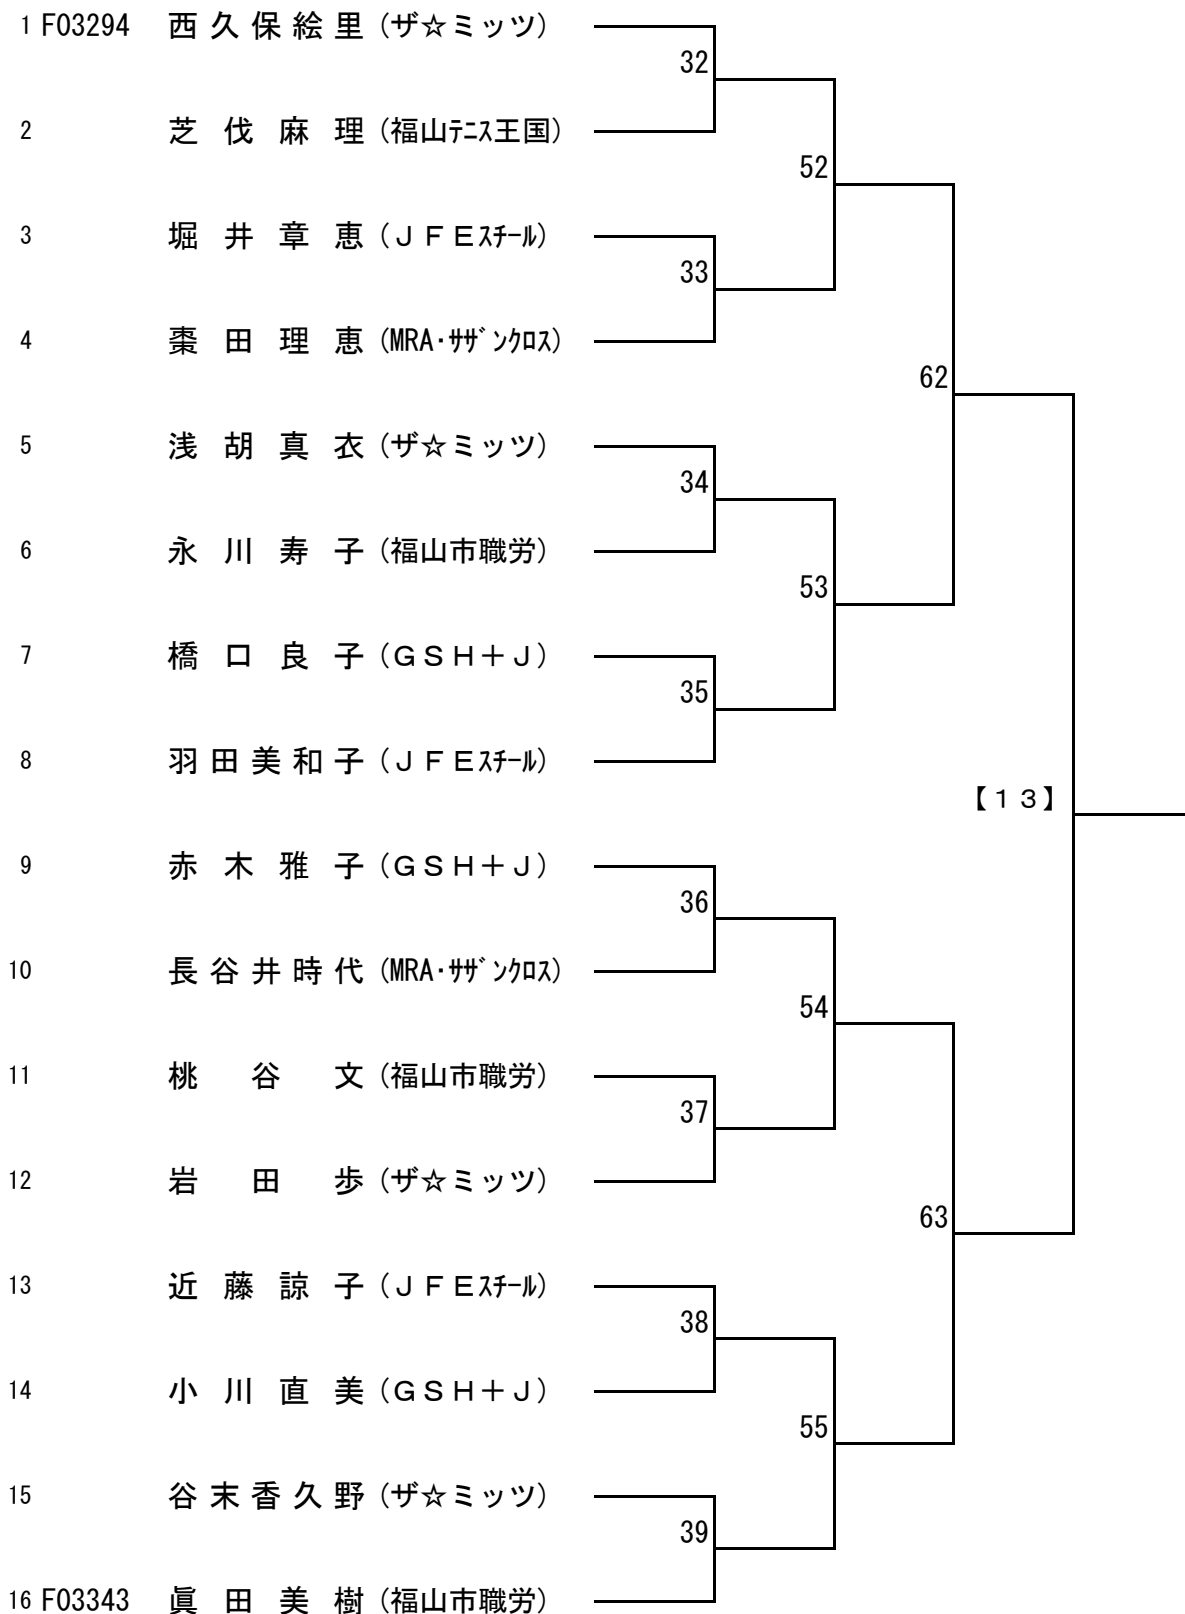 1 F03294 西久保絵里 (ザ☆ミッツ)
32
2 芝伐麻理 (福山ﾃﾆｽ王国)
52
3 堀井章恵 (ＪＦＥｽﾁｰﾙ)
33
4 棗田理恵 (MRA･ｻｻﾞﾝｸﾛｽ)
62
5 浅胡真衣 (ザ☆ミッツ)
34
6 永川寿子 (福山市職労)
53
7 橋口良子 (ＧＳＨ＋Ｊ)
35
8 羽田美和子 (ＪＦＥｽﾁｰﾙ)
【１３】
9 赤木雅子 (ＧＳＨ＋Ｊ)
36
10 長谷井時代 (MRA･ｻｻﾞﾝｸﾛｽ)
54
11 桃谷文 (福山市職労)
37
12 岩田歩 (ザ☆ミッツ)
63
13 近藤諒子 (ＪＦＥｽﾁｰﾙ)
38
14 小川直美 (ＧＳＨ＋Ｊ)
55
15 谷末香久野 (ザ☆ミッツ)
39
16 F03343 眞田美樹 (福山市職労)